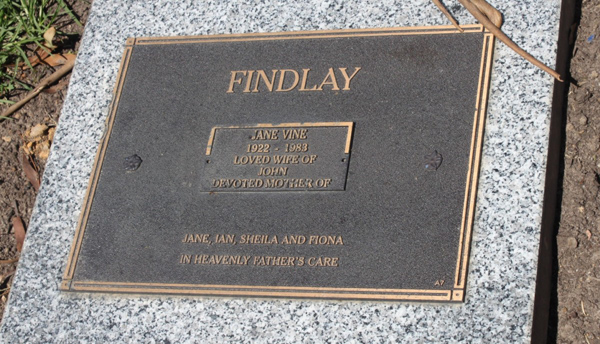 FINDLAY
JANE VINE
1922 - 1983
LOVED WIFE OF
JOHN
DEVOTED MOTHER OF
JANE, IAN, SHEILA AND FIONA
IN HEAVENLY FATHER'S CARE
A7